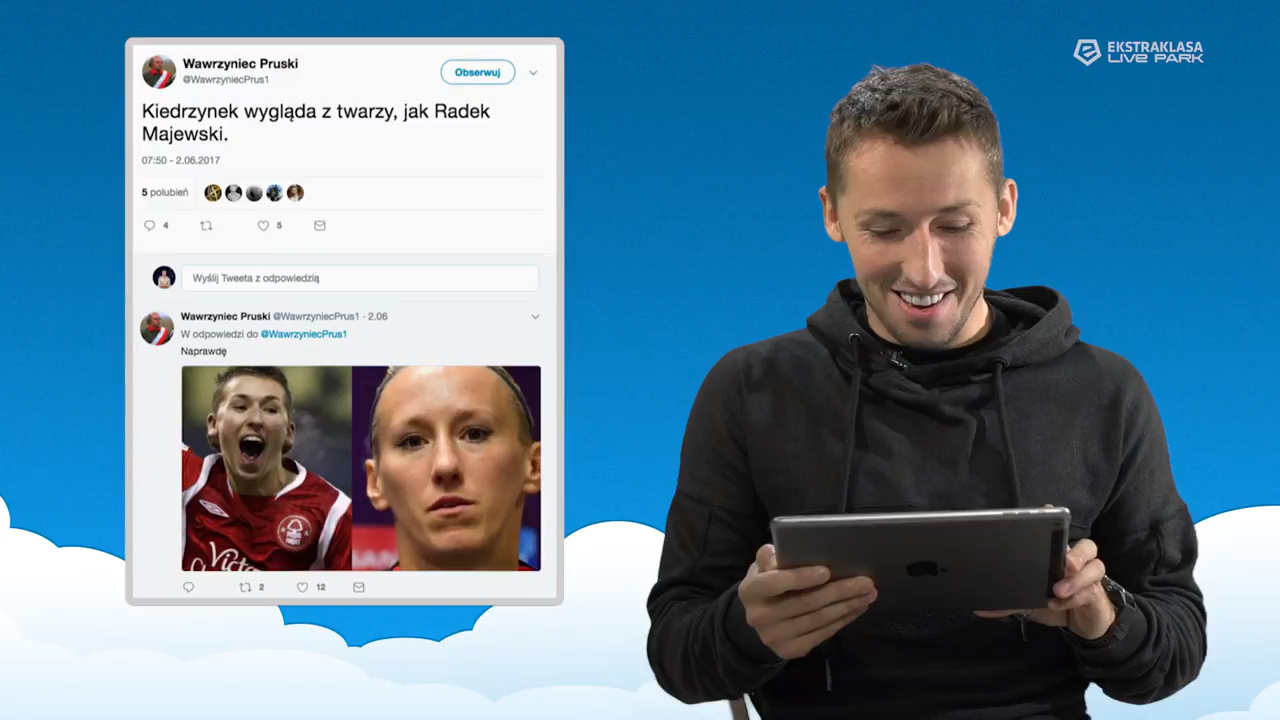 EKSTRAKLASA
LIVE PARK
Wawrzyniec Pruski
@WawrzyniecPrus1
Obserwuj
Kiedrzynek wygląda z twarzy, jak Radek
Majewski.
07:50 - 2.06.2017
5 polubień
4
5
Wyślij Tweeta z odpowiedzią
Wawrzyniec Pruski @WawrzyniecPrus1 · 2.06
W odpowiedzi do @WawrzyniecPrus1
Naprawdę
2
12